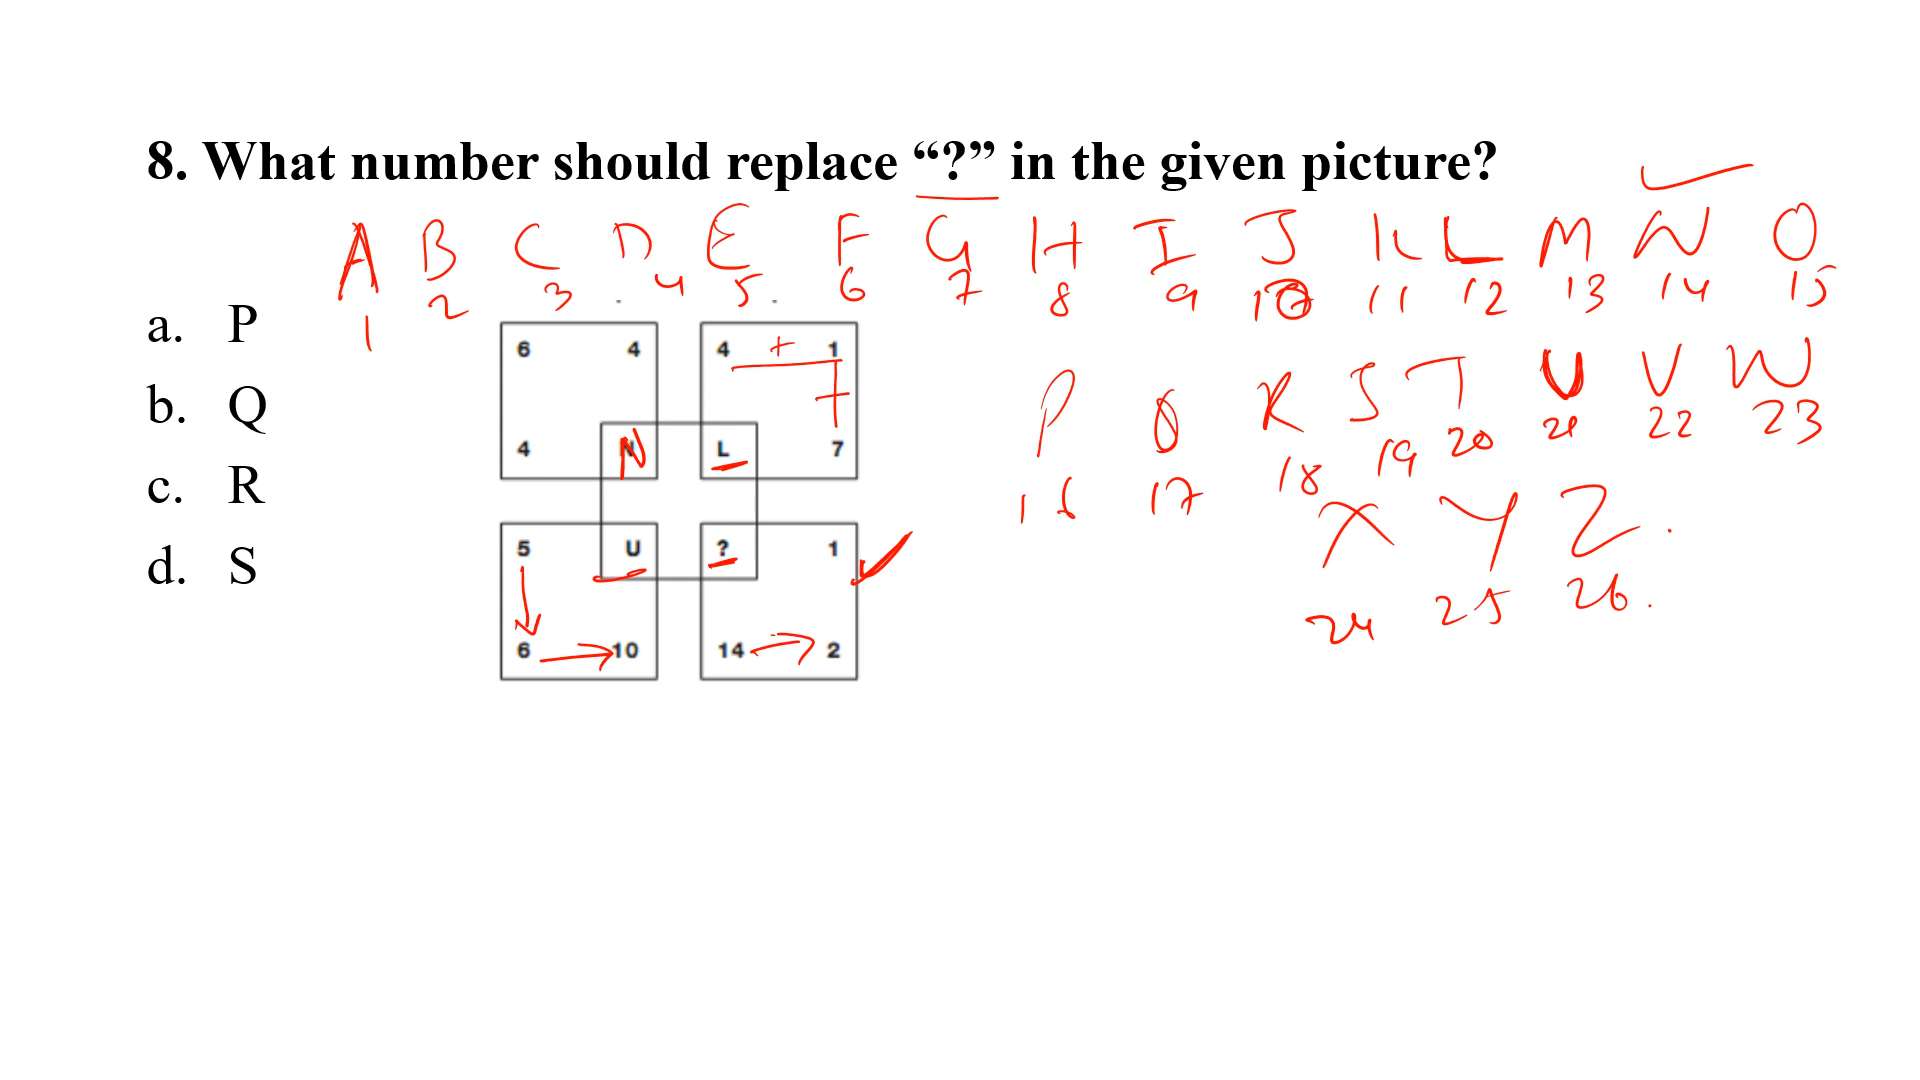 8. What number should replace “?” in the given picture?
A B C D E F G H I J K L M N O
1 2 3 4 5 6 7 8 9 10 11 12 13 14 15
a. P
b. Q
c. R
d. S
6 4 4 + 1
+
4 N L 7
5 U ? 1
6 10 14 2
P Q R S T U V W
16 17 18 19 20 21 22 23
X Y Z .
24 25 26 .